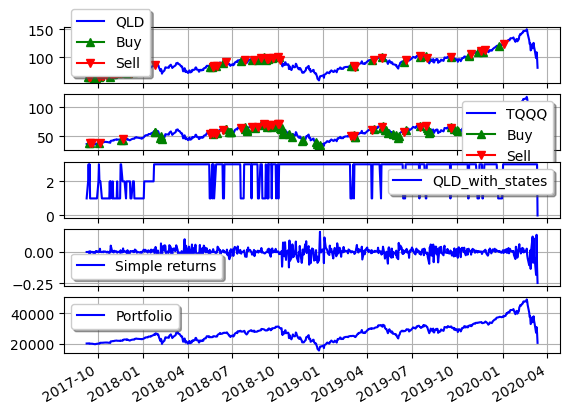 150
QLD
Buy
100
Sell
100
TQQQ
Buy
50
Sell
2
QLD_with_states
0
0.00
Simple returns
−0.25
Portfolio
40000
20000
2017-10 2018-01 2018-04 2018-07 2018-10 2019-01 2019-04 2019-07 2019-10 2020-01 2020-04